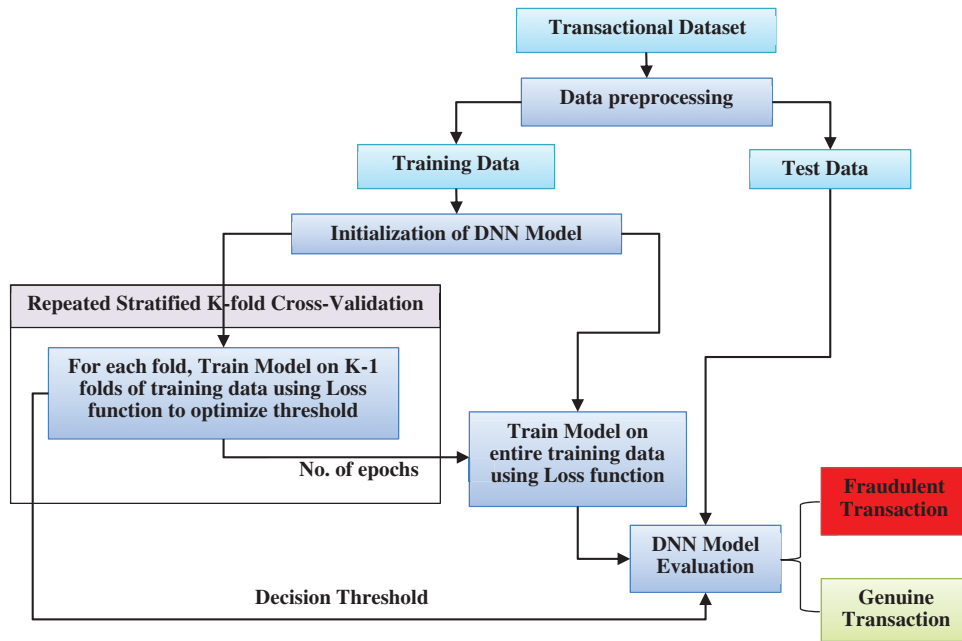 Transactional Dataset
Data preprocessing
Training Data
Test Data
Initialization of DNN Model
Repeated Stratified K-fold Cross-Validation
For each fold, Train Model on K-1
folds of training data using Loss
function to optimize threshold
Train Model on
entire training data
using Loss function
No. of epochs
Fraudulent
Transaction
DNN Model
Evaluation
Decision Threshold
Genuine
Transaction